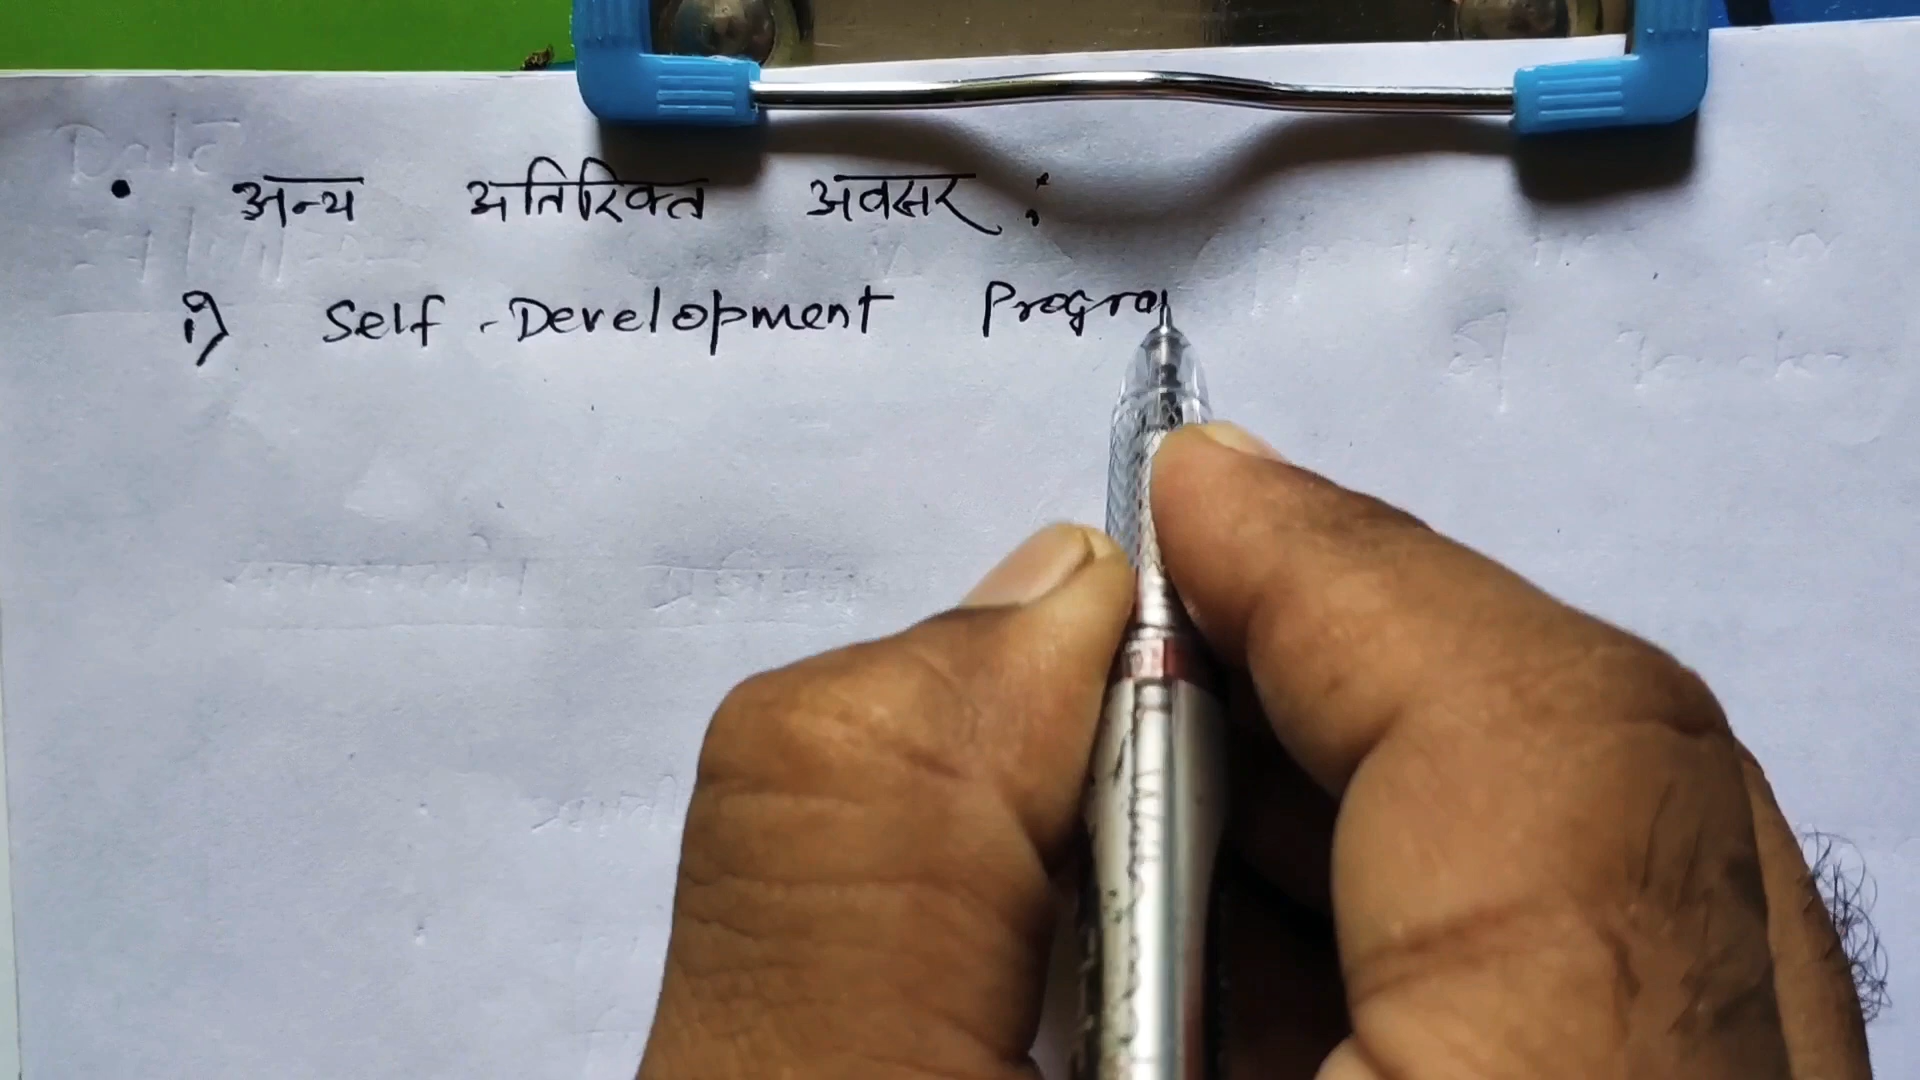 • अन्य अतिरिक्त अवसर :
i) Self-Development Progra